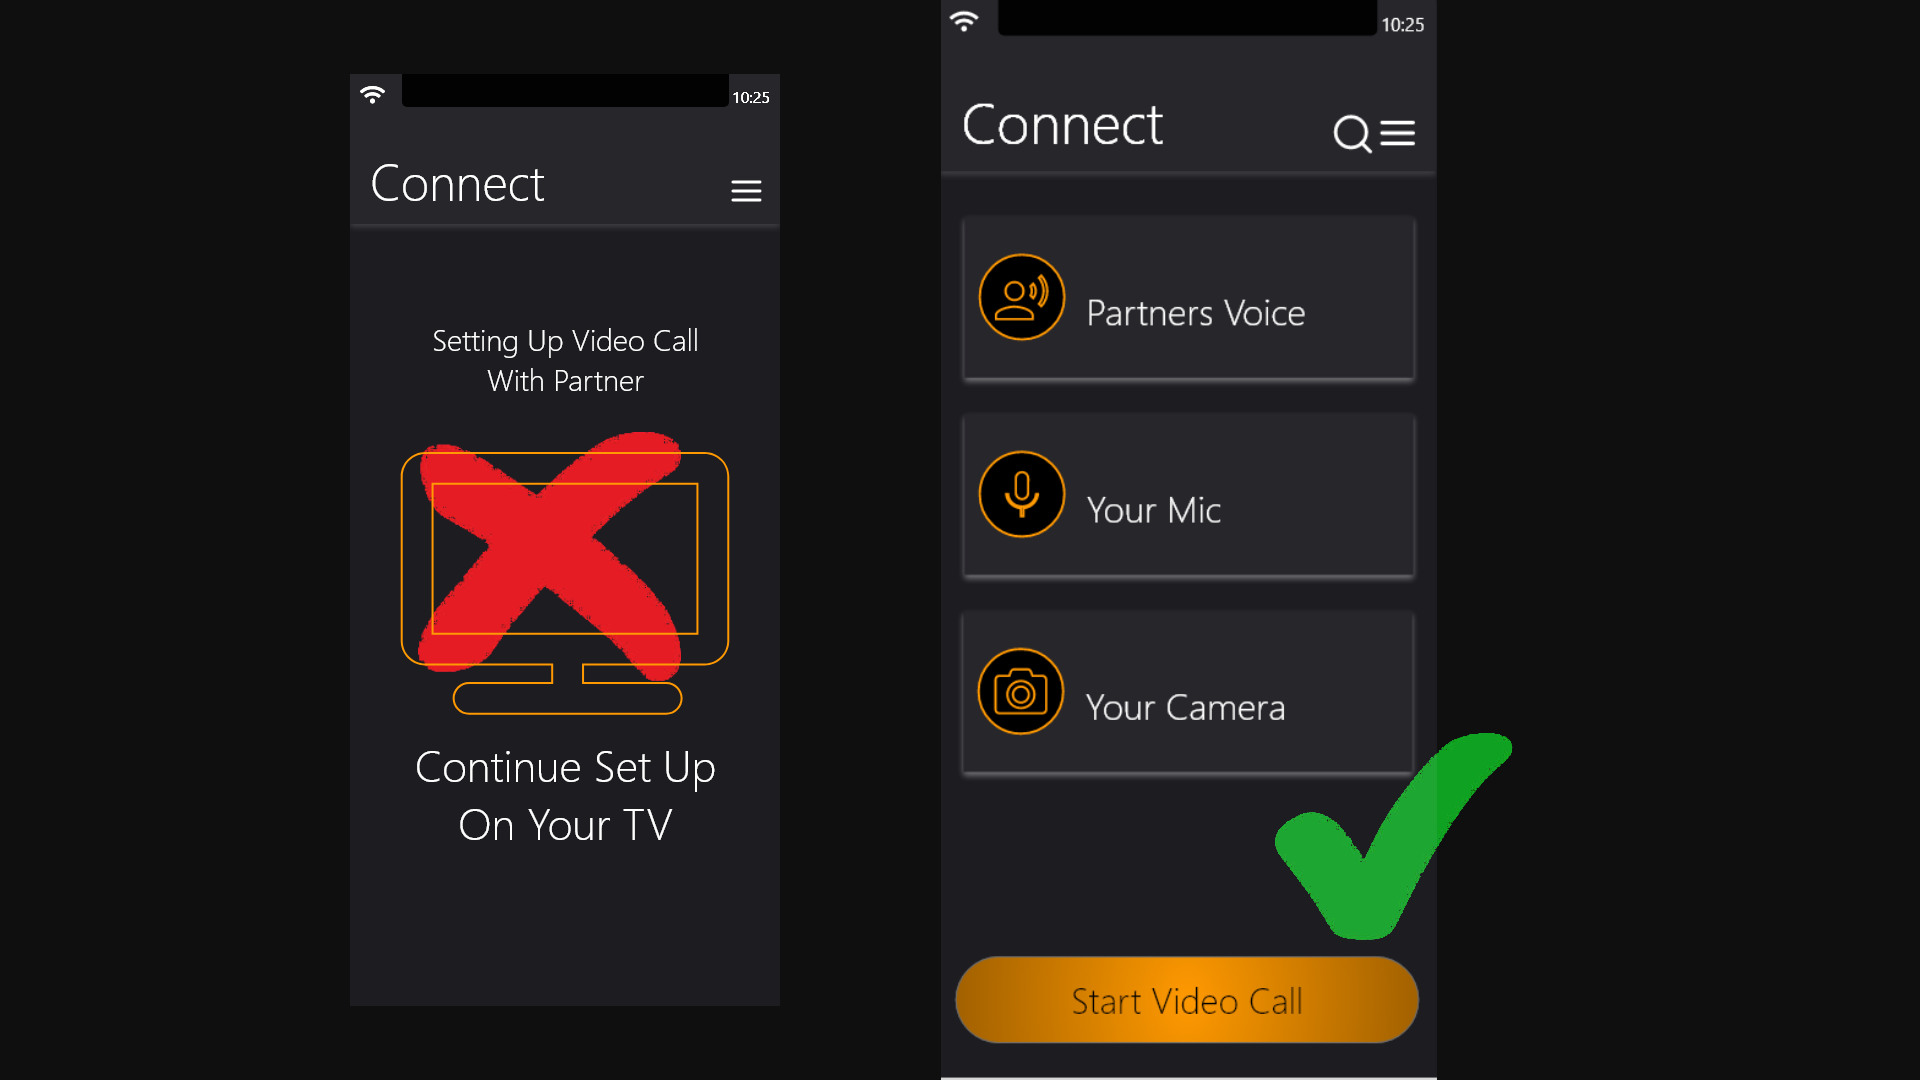 10:25
Connect
Setting Up Video Call
With Partner
Continue Set Up
On Your TV
10:25
Connect
Partners Voice
Your Mic
Your Camera
Start Video Call